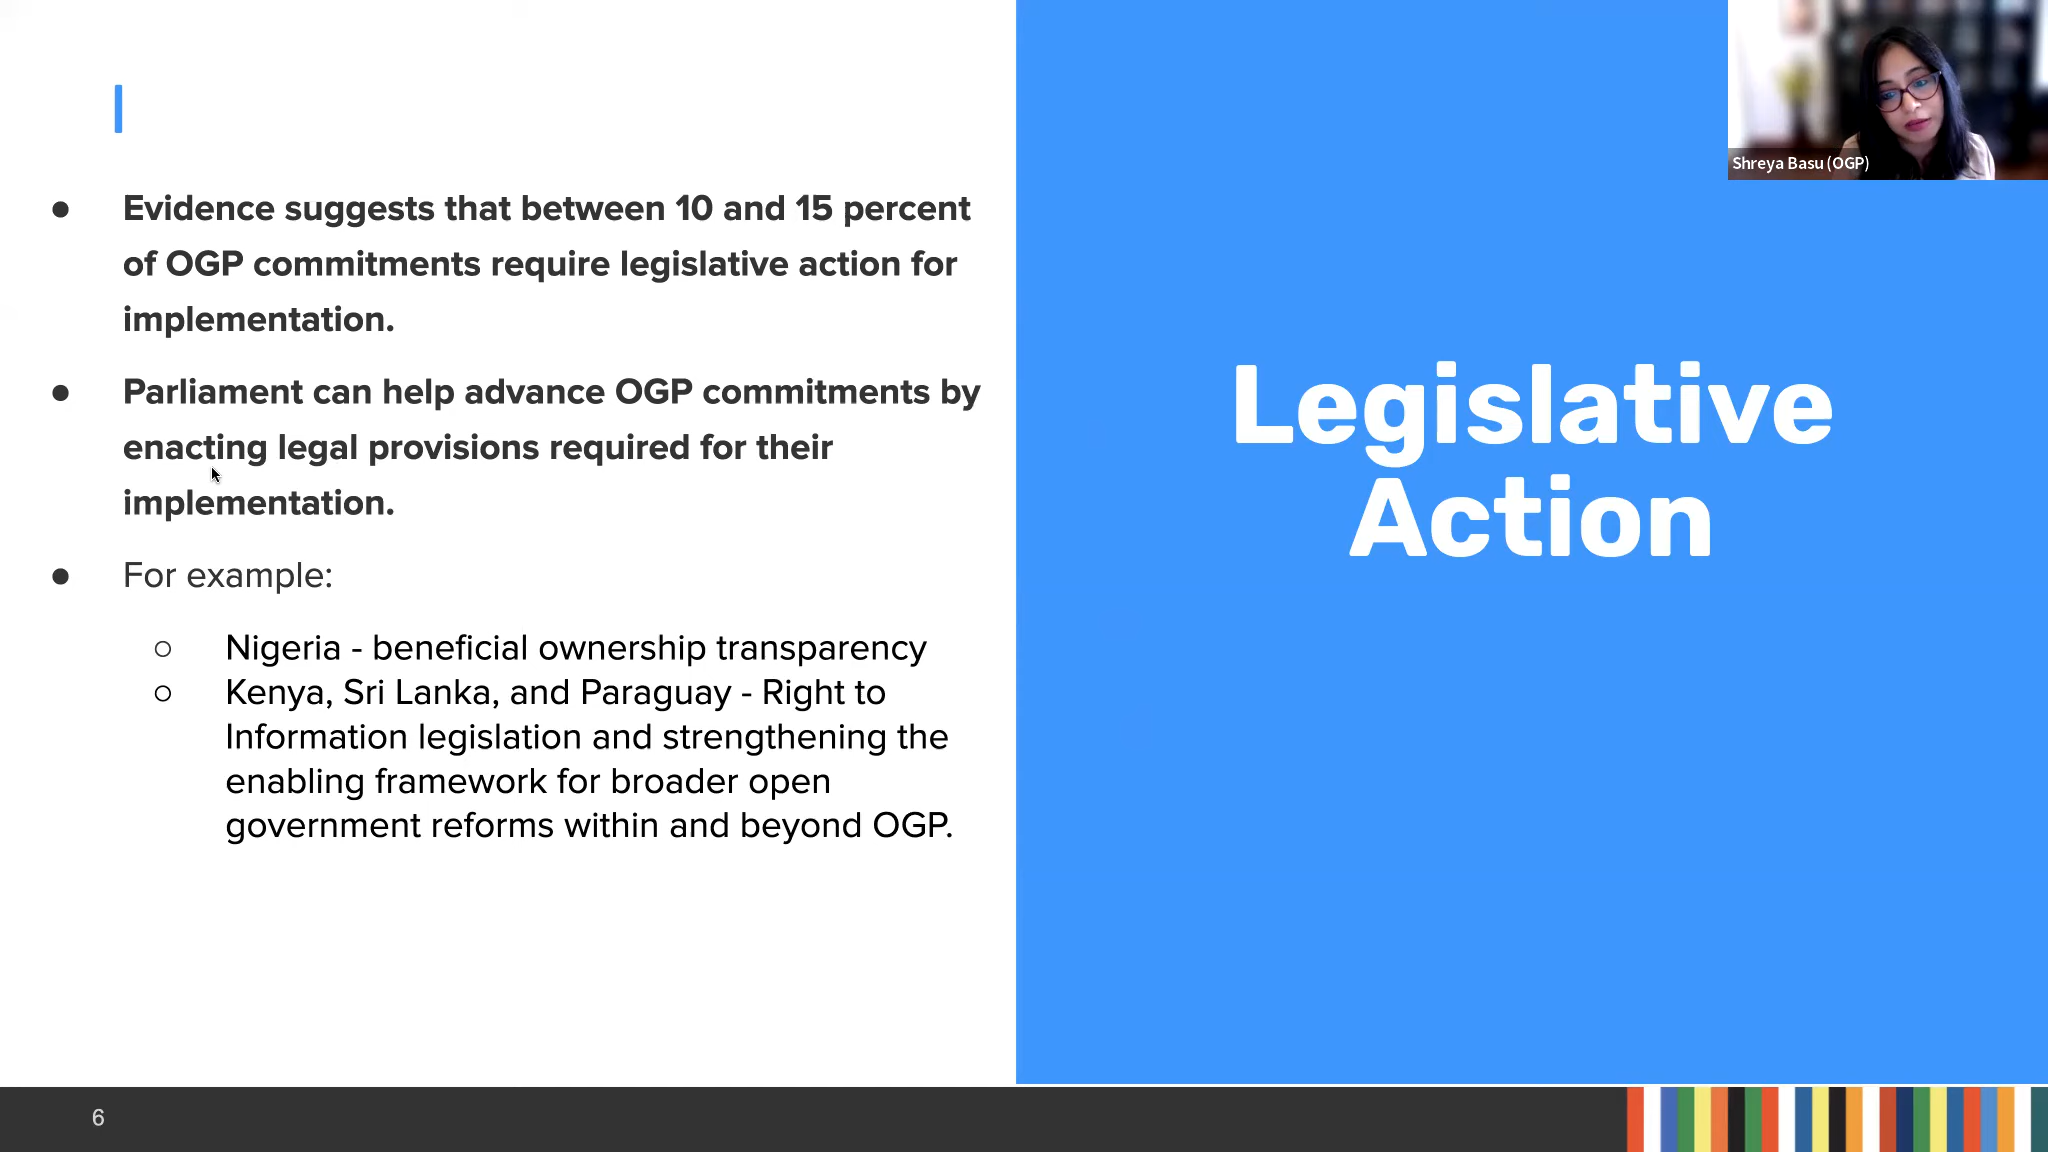 ● Evidence suggests that between 10 and 15 percent
of OGP commitments require legislative action for
implementation.
● Parliament can help advance OGP commitments by
enacting legal provisions required for their
implementation.
● For example:
○ Nigeria - beneficial ownership transparency
○ Kenya, Sri Lanka, and Paraguay - Right to
Information legislation and strengthening the
enabling framework for broader open
government reforms within and beyond OGP.
Legislative
Action
Shreya Basu (OGP)
6